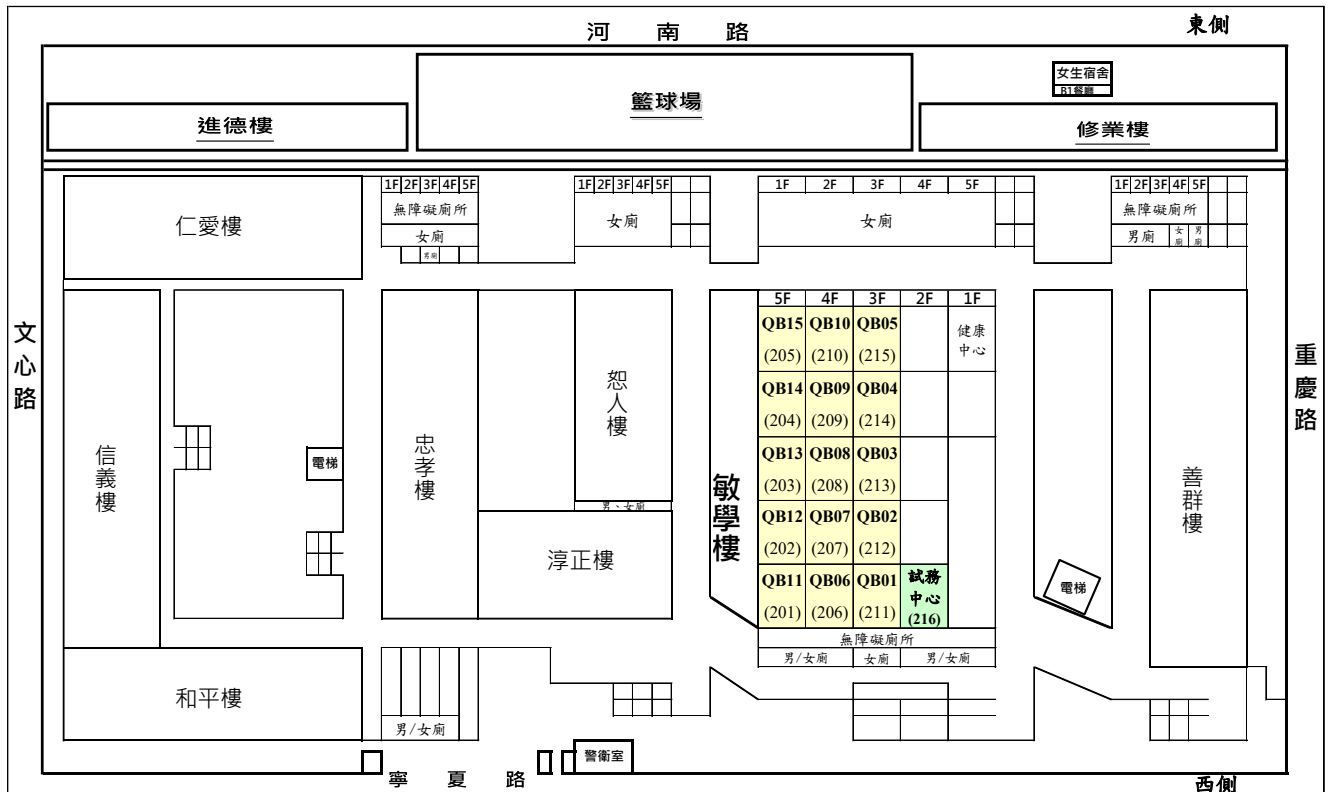 河 南 路
東側
女生宿舍
B1餐廳
籃球場
進德樓
修業樓
1F 2F 3F 4F 5F
1F 2F 3F 4F 5F
1F 2F 3F 4F 5F
1F 2F 3F 4F 5F
無障礙廁所
女廁
男廁
女廁
女廁
無障礙廁所
男廁
女廁
男廁
仁愛樓
文心路
信義樓
電梯
忠孝樓
恕人樓
男、女廁
淳正樓
敏學樓
5F 4F 3F 2F 1F
QB15 QB10 QB05
(205) (210) (215)
健康
中心
QB14 QB09 QB04
(204) (209) (214)
QB13 QB08 QB03
(203) (208) (213)
QB12 QB07 QB02
(202) (207) (212)
QB11 QB06 QB01
(201) (206) (211)
試務
中心
(216)
無障礙廁所
男/女廁 女廁 男/女廁
電梯
善群樓
重慶路
和平樓
男/女廁
警衛室
寧 夏 路
西側